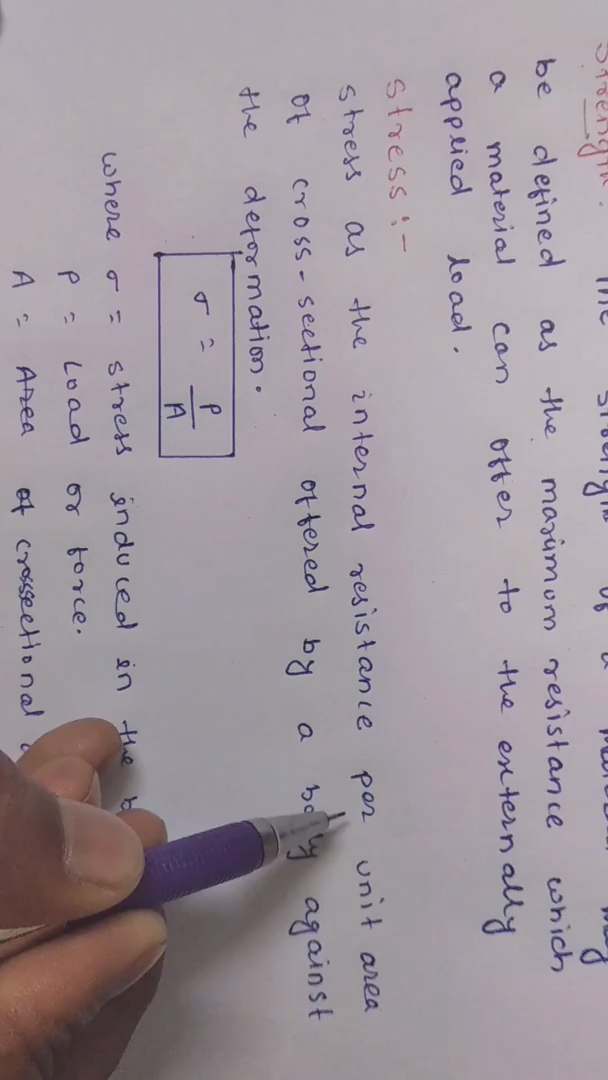 Strength:
be defined as the maximum resistance which
a material can offer to the externally
applied load.
Stress :-
stress as the internal resistance per unit area
of cross-sectional offered by a body against
the deformation.
σ = P/A
where σ = stress induced in the
P = Load or force.
A = Area of crossectional